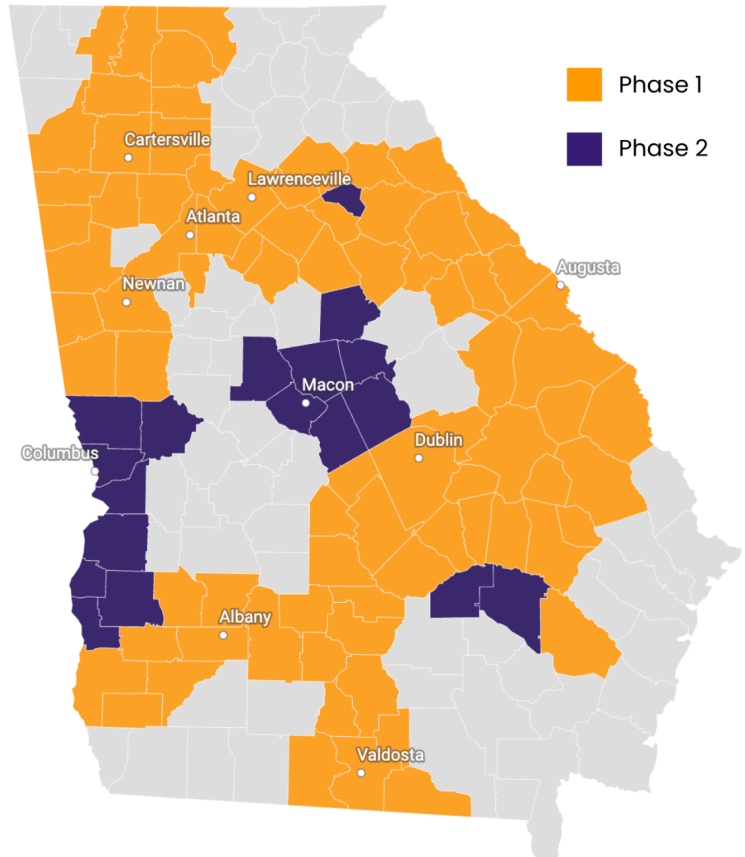 Phase 1
Phase 2
Cartersville
Lawrenceville
Atlanta
Augusta
Newnan
Macon
Dublin
Columbus
Albany
Valdosta